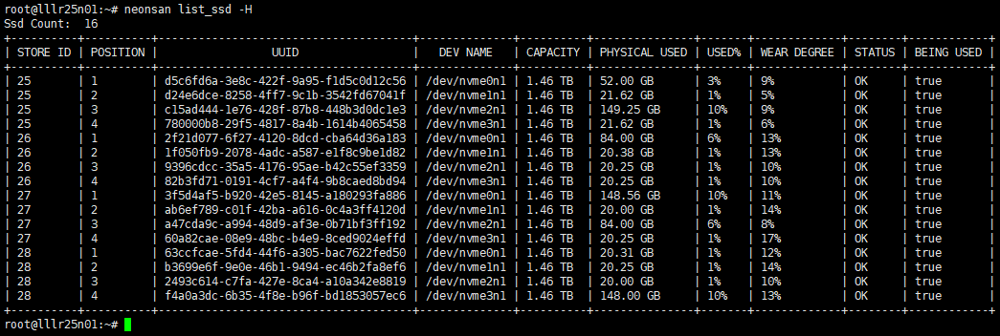 root@lllr25n01:~# neonsan list_ssd -H
Ssd Count:  16
+----------+----------+--------------------------------------+--------------+----------+---------------+-------+-------------+--------+------------+
| STORE ID | POSITION |                 UUID                 |   DEV NAME   | CAPACITY | PHYSICAL USED | USED% | WEAR DEGREE | STATUS | BEING USED |
+----------+----------+--------------------------------------+--------------+----------+---------------+-------+-------------+--------+------------+
| 25       | 1        | d5c6fd6a-3e8c-422f-9a95-f1d5c0d12c56 | /dev/nvme0n1 | 1.46 TB  | 52.00 GB      | 3%    | 9%          | OK     | true       |
| 25       | 2        | d24e6dce-8258-4ff7-9c1b-3542fd67041f | /dev/nvme1n1 | 1.46 TB  | 21.62 GB      | 1%    | 5%          | OK     | true       |
| 25       | 3        | c15ad444-1e76-428f-87b8-448b3d0dc1e3 | /dev/nvme2n1 | 1.46 TB  | 149.25 GB     | 10%   | 9%          | OK     | true       |
| 25       | 4        | 780000b8-29f5-4817-8a4b-1614b4065458 | /dev/nvme3n1 | 1.46 TB  | 21.62 GB      | 1%    | 6%          | OK     | true       |
| 26       | 1        | 2f21d077-6f27-4120-8dcd-cba64d36a183 | /dev/nvme0n1 | 1.46 TB  | 84.00 GB      | 6%    | 13%         | OK     | true       |
| 26       | 2        | 1f050fb9-2078-4adc-a587-e1f8c9be1d82 | /dev/nvme1n1 | 1.46 TB  | 20.38 GB      | 1%    | 13%         | OK     | true       |
| 26       | 3        | 9396cdcc-35a5-4176-95ae-b42c55ef3359 | /dev/nvme2n1 | 1.46 TB  | 20.25 GB      | 1%    | 10%         | OK     | true       |
| 26       | 4        | 82b3fd71-0191-4cf7-a4f4-9b8caed8bd94 | /dev/nvme3n1 | 1.46 TB  | 20.25 GB      | 1%    | 10%         | OK     | true       |
| 27       | 1        | 3f5d4af5-b920-42e5-8145-a180293fa886 | /dev/nvme0n1 | 1.46 TB  | 148.56 GB     | 10%   | 11%         | OK     | true       |
| 27       | 2        | ab6ef789-c01f-42ba-a616-0c4a3ff4120d | /dev/nvme1n1 | 1.46 TB  | 20.00 GB      | 1%    | 14%         | OK     | true       |
| 27       | 3        | a47cda9c-a994-48d9-af3e-0b71bf3ff192 | /dev/nvme2n1 | 1.46 TB  | 84.00 GB      | 6%    | 8%          | OK     | true       |
| 27       | 4        | 60a82cae-08e9-48bc-b4e9-8ced9024effd | /dev/nvme3n1 | 1.46 TB  | 20.25 GB      | 1%    | 17%         | OK     | true       |
| 28       | 1        | 63ccfcae-5fd4-44f6-a305-bac7622fed50 | /dev/nvme0n1 | 1.46 TB  | 20.31 GB      | 1%    | 12%         | OK     | true       |
| 28       | 2        | b3699e6f-9e0e-46b1-9494-ec46b2fa8ef6 | /dev/nvme1n1 | 1.46 TB  | 20.25 GB      | 1%    | 14%         | OK     | true       |
| 28       | 3        | 2493c614-c7fa-427e-8ca4-a10a342e8819 | /dev/nvme2n1 | 1.46 TB  | 20.00 GB      | 1%    | 10%         | OK     | true       |
| 28       | 4        | f4a0a3dc-6b35-4f8e-b96f-bd1853057ec6 | /dev/nvme3n1 | 1.46 TB  | 148.00 GB     | 10%   | 13%         | OK     | true       |
+----------+----------+--------------------------------------+--------------+----------+---------------+-------+-------------+--------+------------+
root@lllr25n01:~#